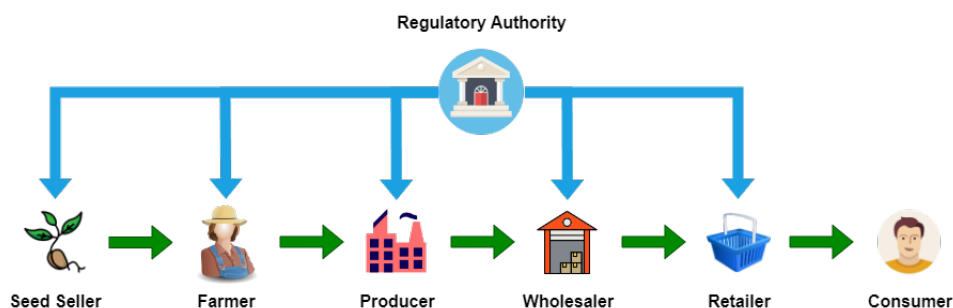 Regulatory Authority
Seed Seller
Farmer
Producer
Wholesaler
Retailer
Consumer